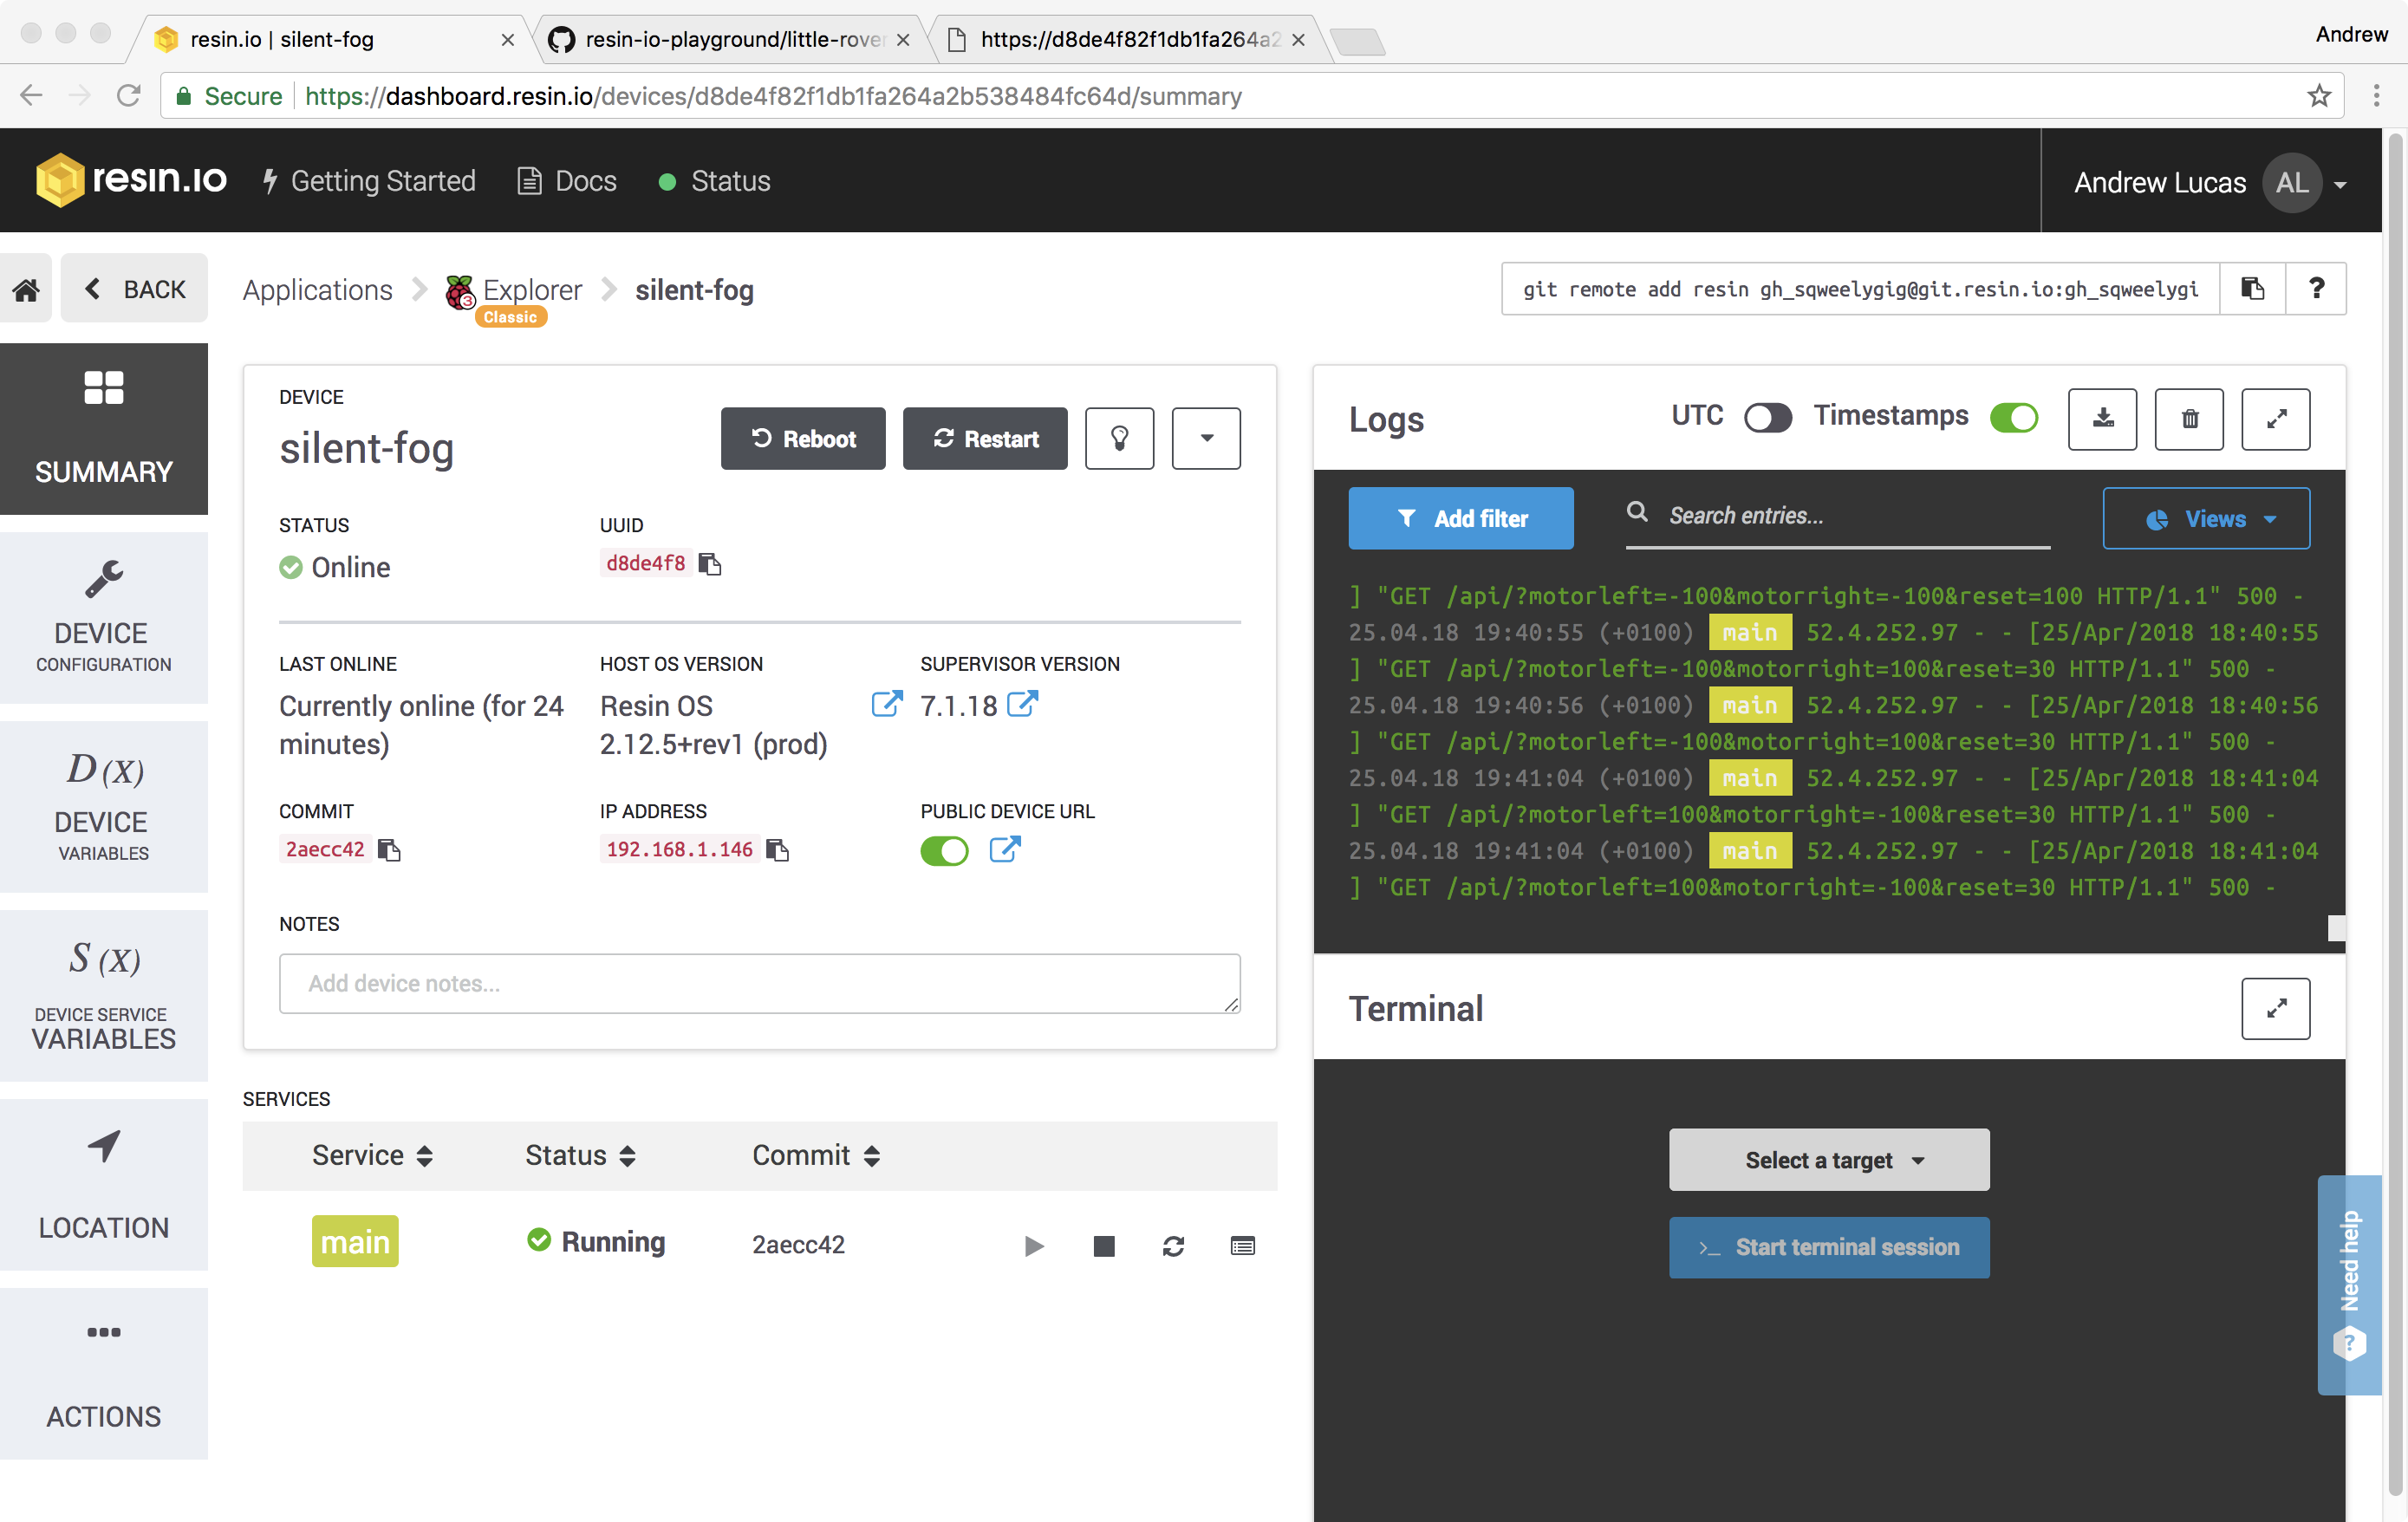 resin.io | silent-fog
resin-io-playground/little-rover
https://d8de4f82f1db1fa264a2
Andrew
Secure https://dashboard.resin.io/devices/d8de4f82f1db1fa264a2b538484fc64d/summary
resin.io Getting Started Docs Status
Andrew Lucas AL
BACK
Applications Explorer silent-fog
3
Classic
git remote add resin gh_sqweelygig@git.resin.io:gh_sqweelygi
?
SUMMARY
DEVICE
CONFIGURATION
D (X)
DEVICE
VARIABLES
S (X)
DEVICE SERVICE
VARIABLES
LOCATION
ACTIONS
DEVICE
silent-fog
Reboot Restart
STATUS UUID
Online d8de4f8
LAST ONLINE HOST OS VERSION SUPERVISOR VERSION
Currently online (for 24 Resin OS 7.1.18
minutes) 2.12.5+rev1 (prod)
COMMIT IP ADDRESS PUBLIC DEVICE URL
2aecc42 192.168.1.146
NOTES
Add device notes...
SERVICES
Service Status Commit
main Running 2aecc42
Logs UTC Timestamps
Add filter Search entries... Views
] "GET /api/?motorleft=-100&motorright=-100&reset=100 HTTP/1.1" 500 -
25.04.18 19:40:55 (+0100) main 52.4.252.97 - - [25/Apr/2018 18:40:55
] "GET /api/?motorleft=-100&motorright=100&reset=30 HTTP/1.1" 500 -
25.04.18 19:40:56 (+0100) main 52.4.252.97 - - [25/Apr/2018 18:40:56
] "GET /api/?motorleft=-100&motorright=100&reset=30 HTTP/1.1" 500 -
25.04.18 19:41:04 (+0100) main 52.4.252.97 - - [25/Apr/2018 18:41:04
] "GET /api/?motorleft=100&motorright=100&reset=30 HTTP/1.1" 500 -
25.04.18 19:41:04 (+0100) main 52.4.252.97 - - [25/Apr/2018 18:41:04
] "GET /api/?motorleft=100&motorright=-100&reset=30 HTTP/1.1" 500 -
Terminal
Select a target
>_ Start terminal session
Need help
?